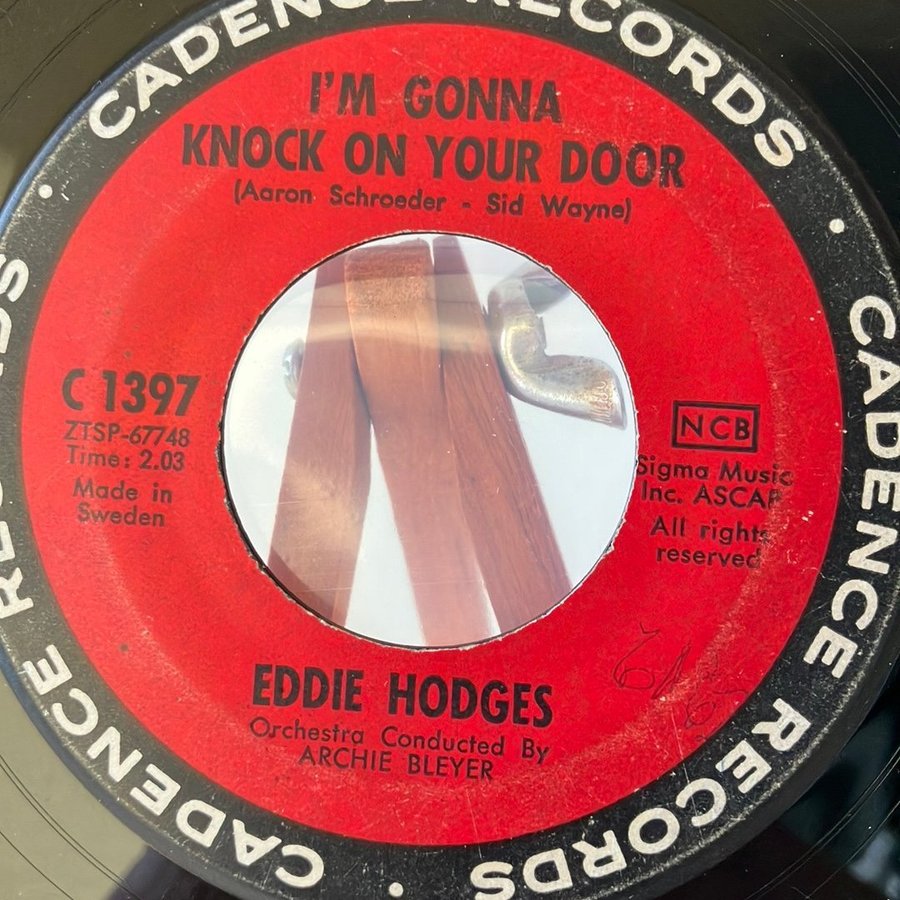 CADENCE RECORDS · CADENCE RECORDS · CADENCE RECORDS ·
I'M GONNA
KNOCK ON YOUR DOOR
(Aaron Schroeder - Sid Wayne)
C 1397
ZTSP-67748
Time: 2.03
Made in
Sweden
NCB
Sigma Music
Inc. ASCAP
All rights
reserved
EDDIE HODGES
Orchestra Conducted By
ARCHIE BLEYER